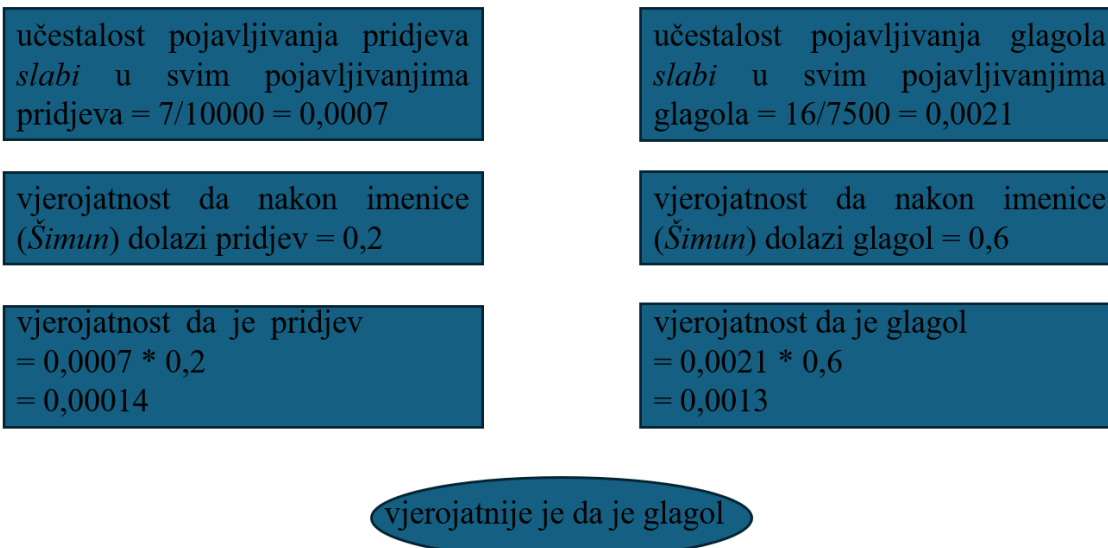 učestalost pojavljivanja pridjeva
slabi u svim pojavljivanjima
pridjeva = 7/10000 = 0,0007
učestalost pojavljivanja glagola
slabi u svim pojavljivanjima
glagola = 16/7500 = 0,0021
vjerojatnost da nakon imenice
(Šimun) dolazi pridjev = 0,2
vjerojatnost da nakon imenice
(Šimun) dolazi glagol = 0,6
vjerojatnost da je pridjev
= 0,0007 * 0,2
= 0,00014
vjerojatnost da je glagol
= 0,0021 * 0,6
= 0,0013
vjerojatnije je da je glagol